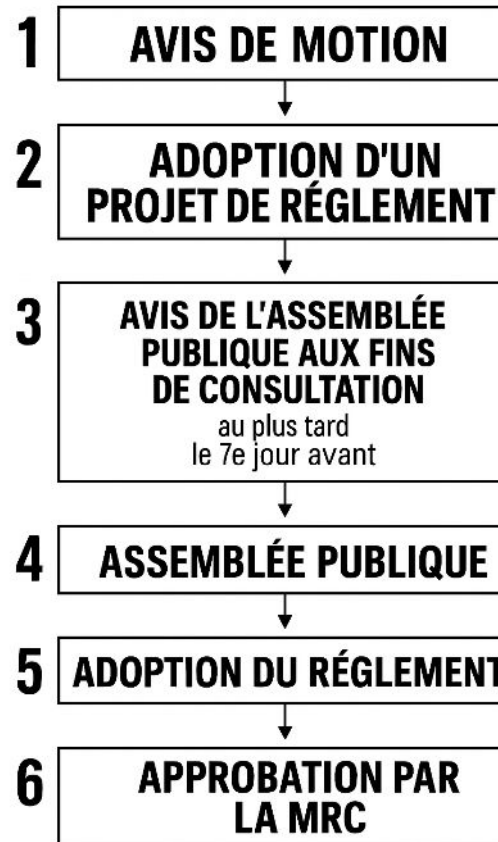 1 AVIS DE MOTION
2 ADOPTION D'UN
PROJET DE RÉGLEMENT
3 AVIS DE L'ASSEMBLÉE
PUBLIQUE AUX FINS
DE CONSULTATION
au plus tard
le 7e jour avant
4 ASSEMBLÉE PUBLIQUE
5 ADOPTION DU RÉGLEMENT
6 APPROBATION PAR
LA MRC